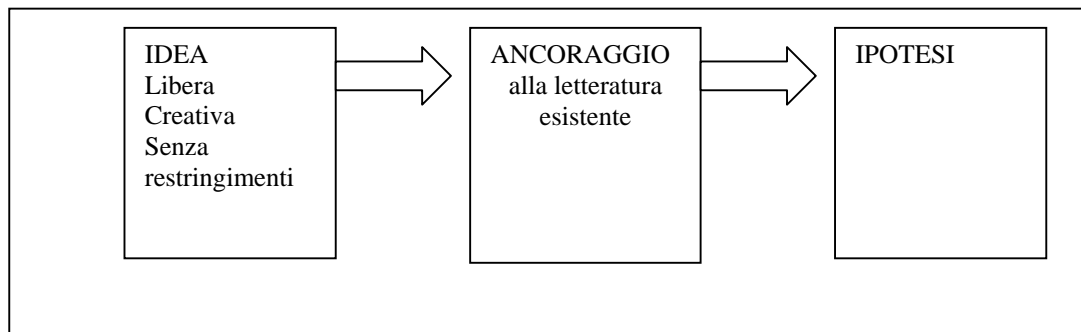 IDEA
Libera
Creativa
Senza
restringimenti
ANCORAGGIO
alla letteratura
esistente
IPOTESI